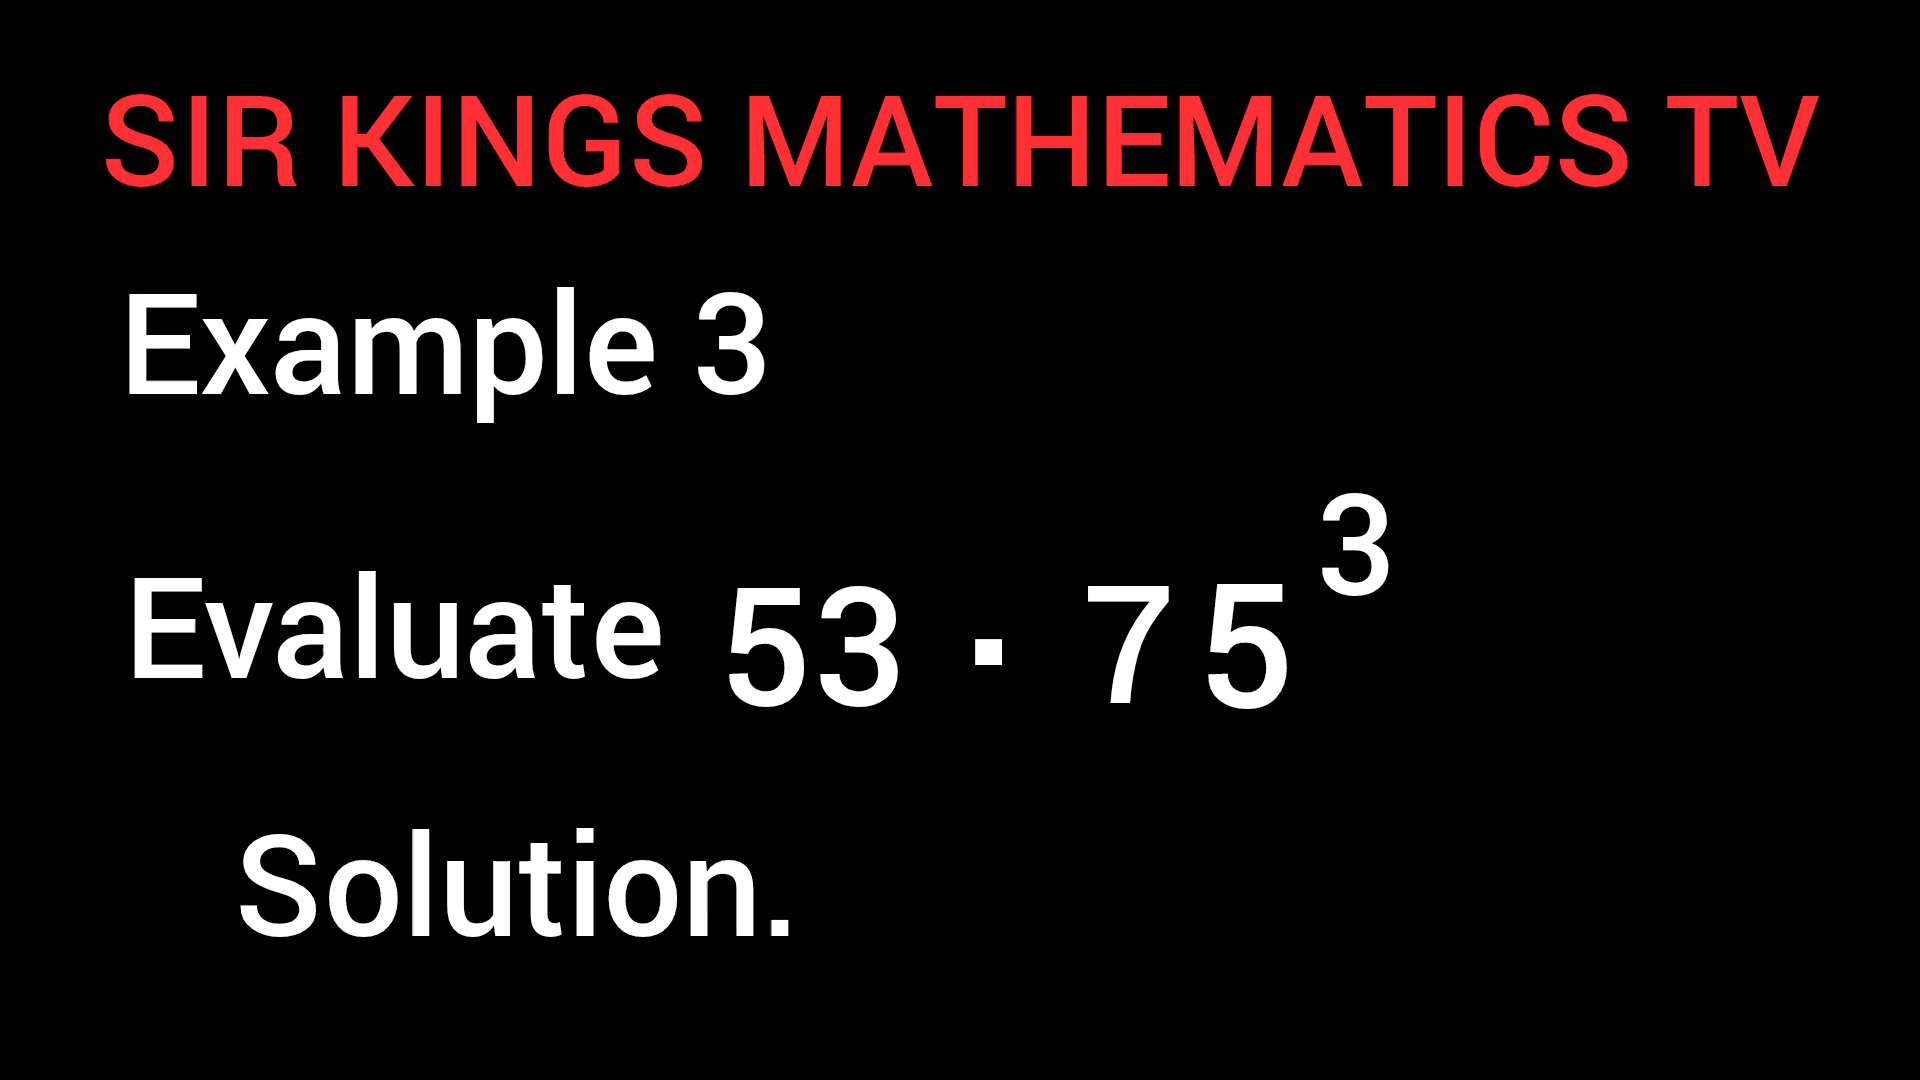 SIR KINGS MATHEMATICS TV
Example 3
Evaluate 53 · 75³
Solution.